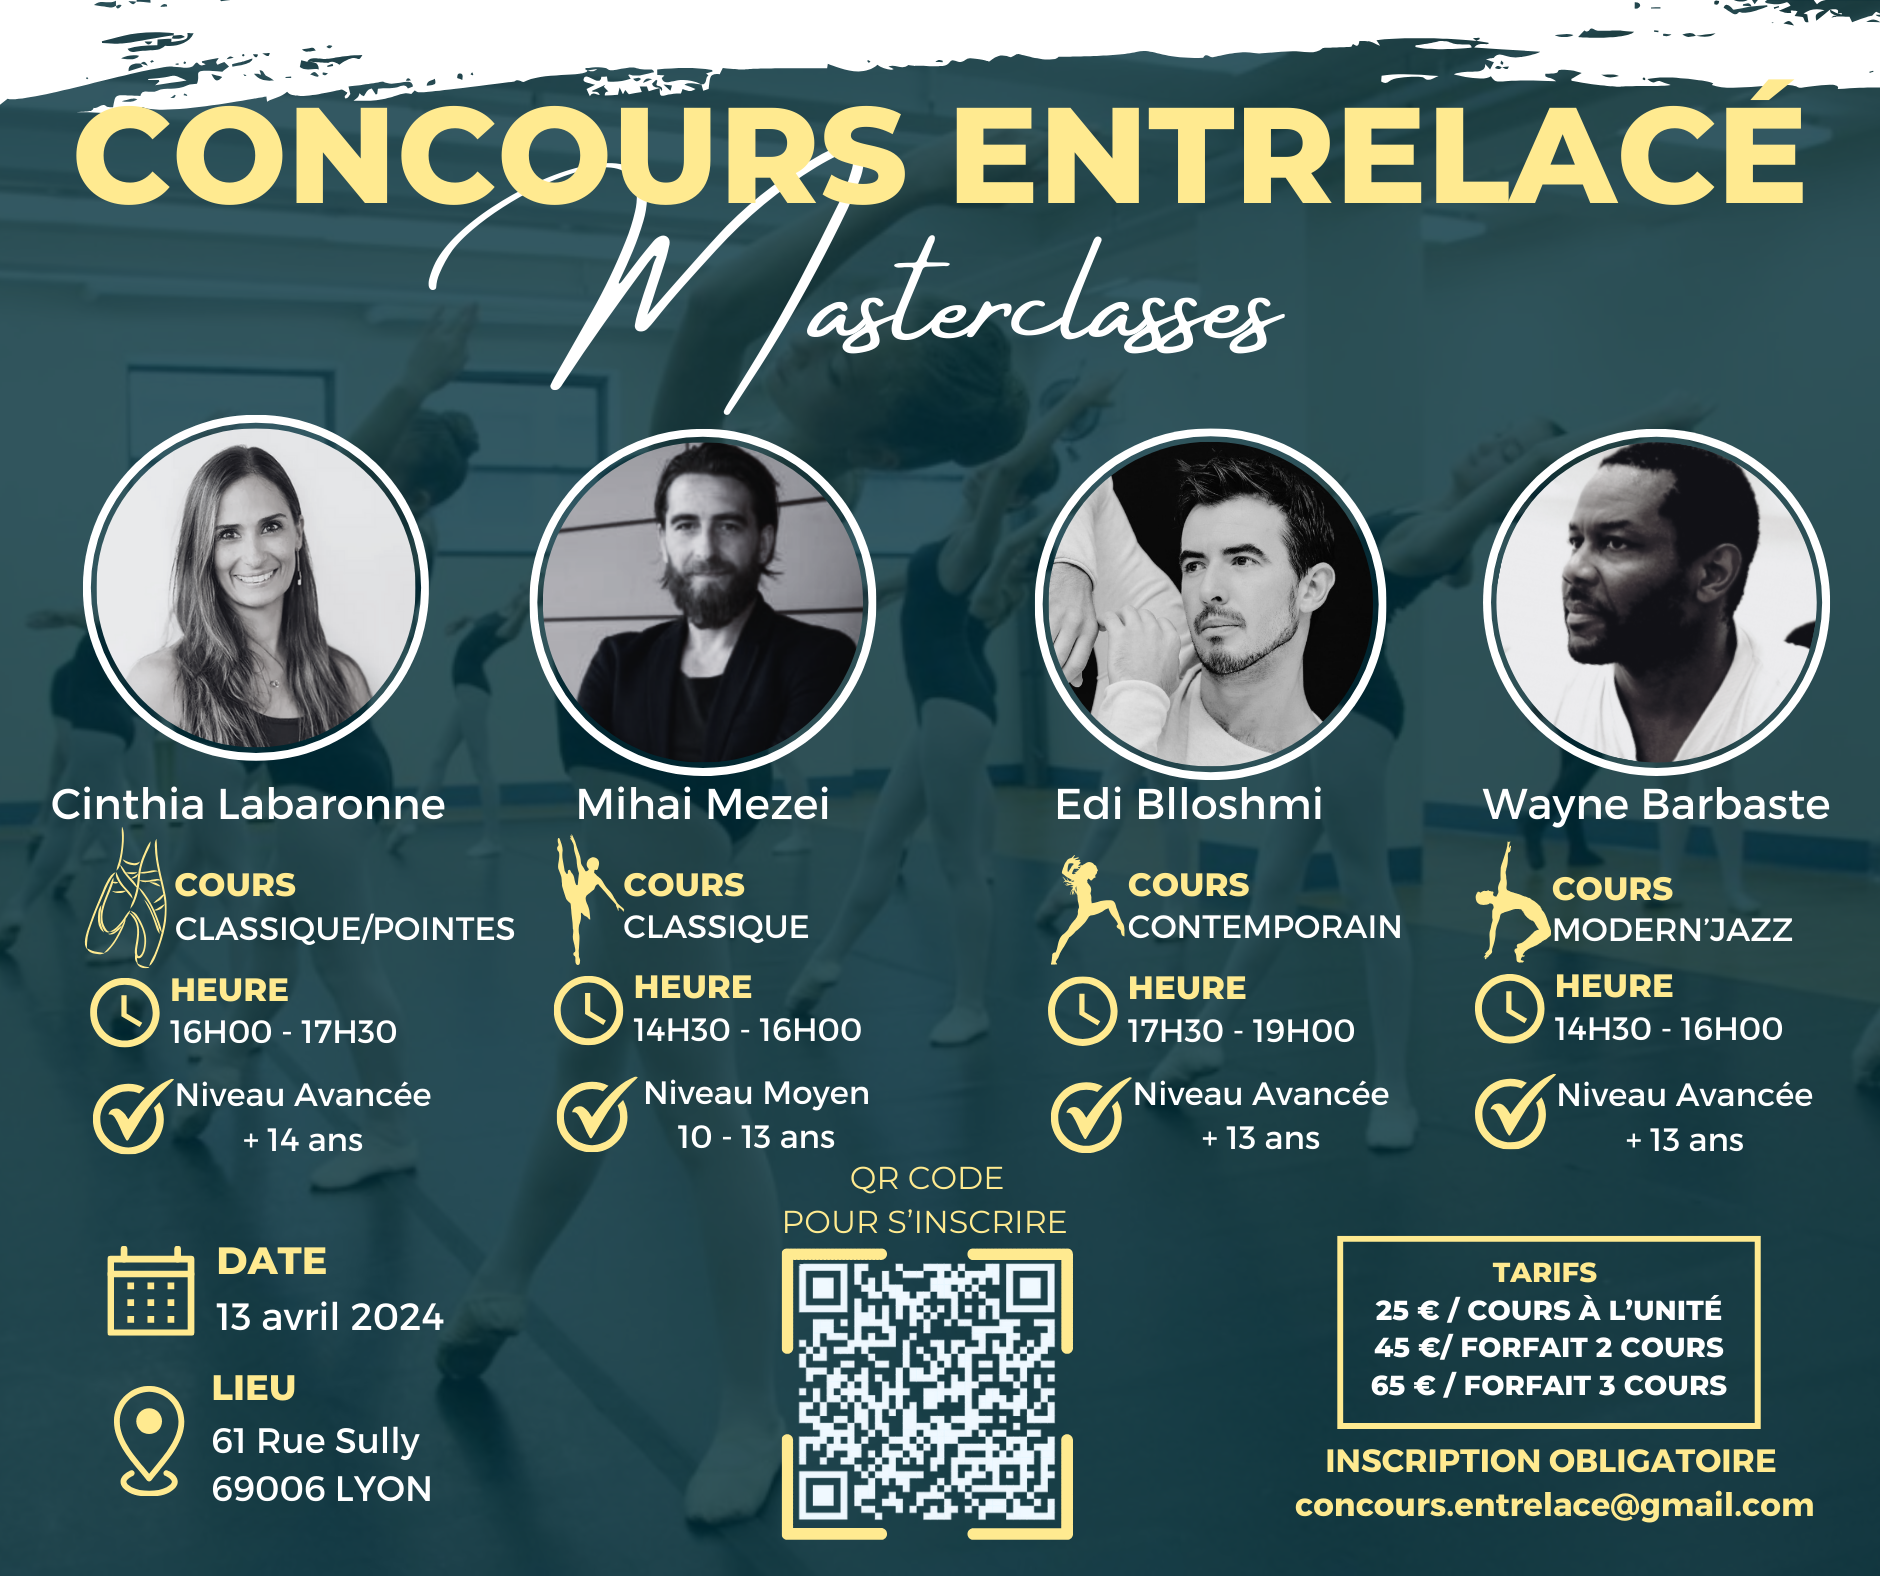 CONCOURS ENTRELACÉ
Masterclasses
Cinthia Labaronne
COURS
CLASSIQUE/POINTES
HEURE
16H00 - 17H30
Niveau Avancée
+ 14 ans
Mihai Mezei
COURS
CLASSIQUE
HEURE
14H30 - 16H00
Niveau Moyen
10 - 13 ans
Edi Blloshmi
COURS
CONTEMPORAIN
HEURE
17H30 - 19H00
Niveau Avancée
+ 13 ans
Wayne Barbaste
COURS
MODERN’JAZZ
HEURE
14H30 - 16H00
Niveau Avancée
+ 13 ans
DATE
13 avril 2024
LIEU
61 Rue Sully
69006 LYON
QR CODE
POUR S’INSCRIRE
TARIFS
25 € / COURS À L’UNITÉ
45 €/ FORFAIT 2 COURS
65 € / FORFAIT 3 COURS
INSCRIPTION OBLIGATOIRE
concours.entrelace@gmail.com